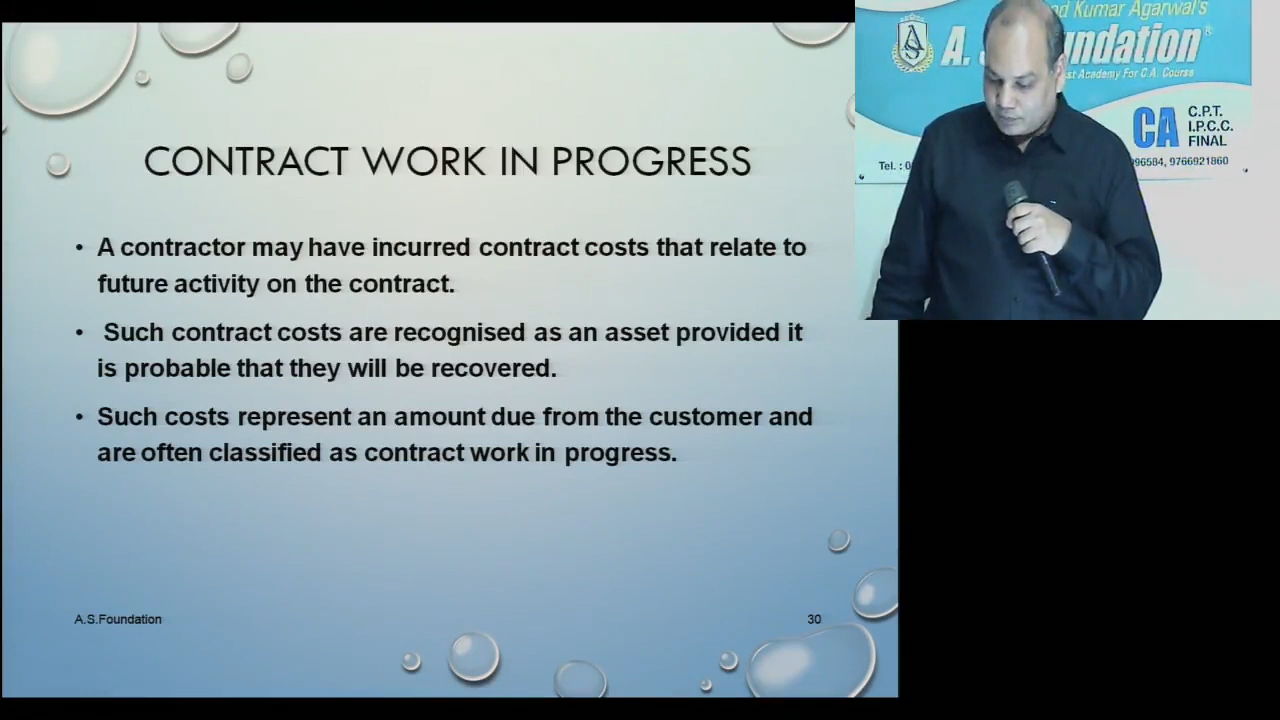 CONTRACT WORK IN PROGRESS
• A contractor may have incurred contract costs that relate to
future activity on the contract.
• Such contract costs are recognised as an asset provided it
is probable that they will be recovered.
• Such costs represent an amount due from the customer and
are often classified as contract work in progress.
A.S.Foundation
30
Kumar Agarwal's
AS
A.
®
Academy For C.A. Course
CA
C.P.T.
I.P.C.C.
FINAL
Tel. :
9766921860